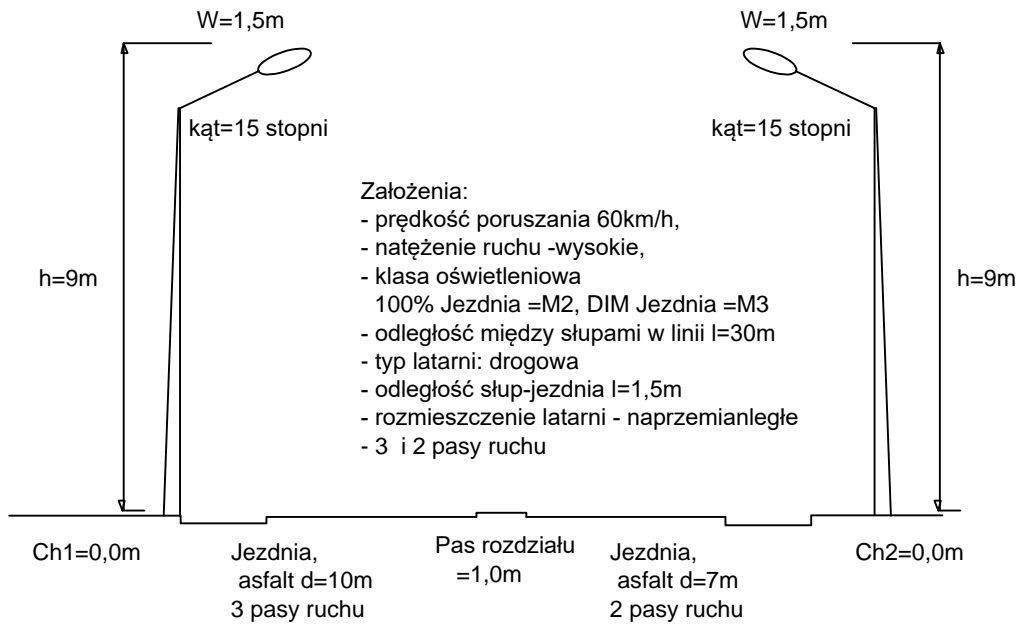 W=1,5m
W=1,5m
kąt=15 stopni
kąt=15 stopni
Założenia:
- prędkość poruszania 60km/h,
- natężenie ruchu -wysokie,
- klasa oświetleniowa
100% Jezdnia =M2, DIM Jezdnia =M3
- odległość między słupami w linii l=30m
- typ latarni: drogowa
- odległość słup-jezdnia l=1,5m
- rozmieszczenie latarni - naprzemianległe
- 3 i 2 pasy ruchu
h=9m
h=9m
Ch1=0,0m
Jezdnia,
asfalt d=10m
3 pasy ruchu
Pas rozdziału
=1,0m
Jezdnia,
asfalt d=7m
2 pasy ruchu
Ch2=0,0m